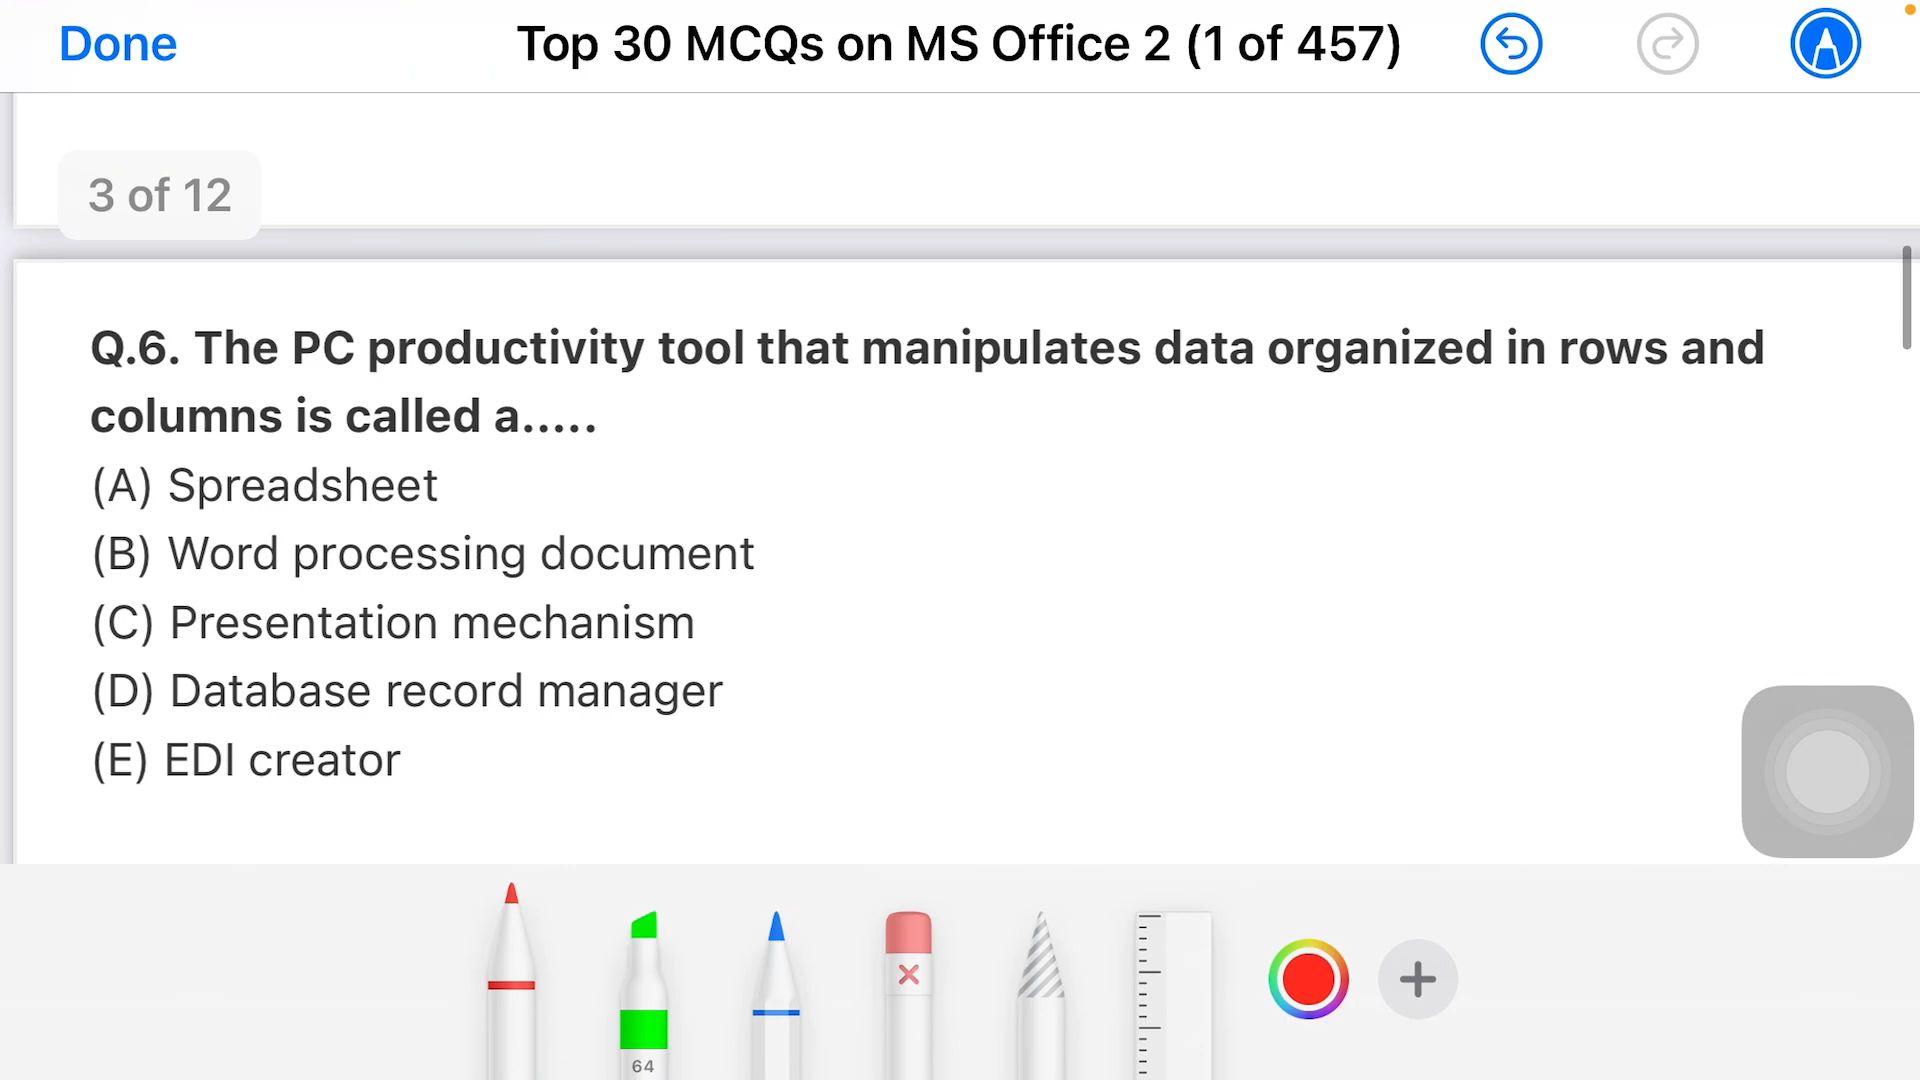 Done
Top 30 MCQs on MS Office 2 (1 of 457)
3 of 12
Q.6. The PC productivity tool that manipulates data organized in rows and
columns is called a.....
(A) Spreadsheet
(B) Word processing document
(C) Presentation mechanism
(D) Database record manager
(E) EDI creator
64